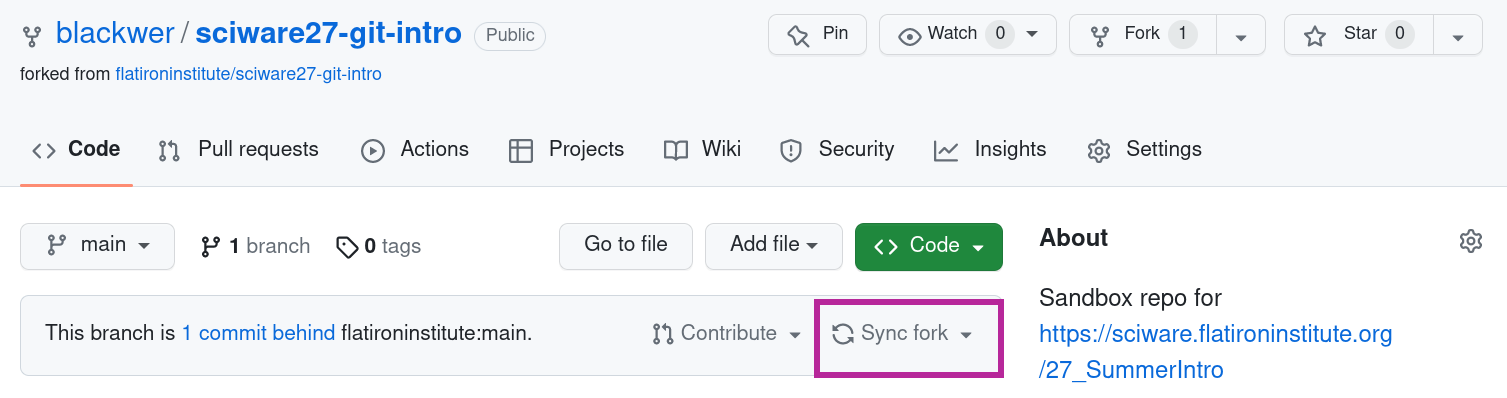 blackwer / sciware27-git-intro Public Pin Watch 0 Fork 1 Star 0
forked from flatironinstitute/sciware27-git-intro
Code Pull requests Actions Projects Wiki Security Insights Settings
main 1 branch 0 tags Go to file Add file Code
This branch is 1 commit behind flatironinstitute:main. Contribute Sync fork
About
Sandbox repo for
https://sciware.flatironinstitute.org
/27_SummerIntro